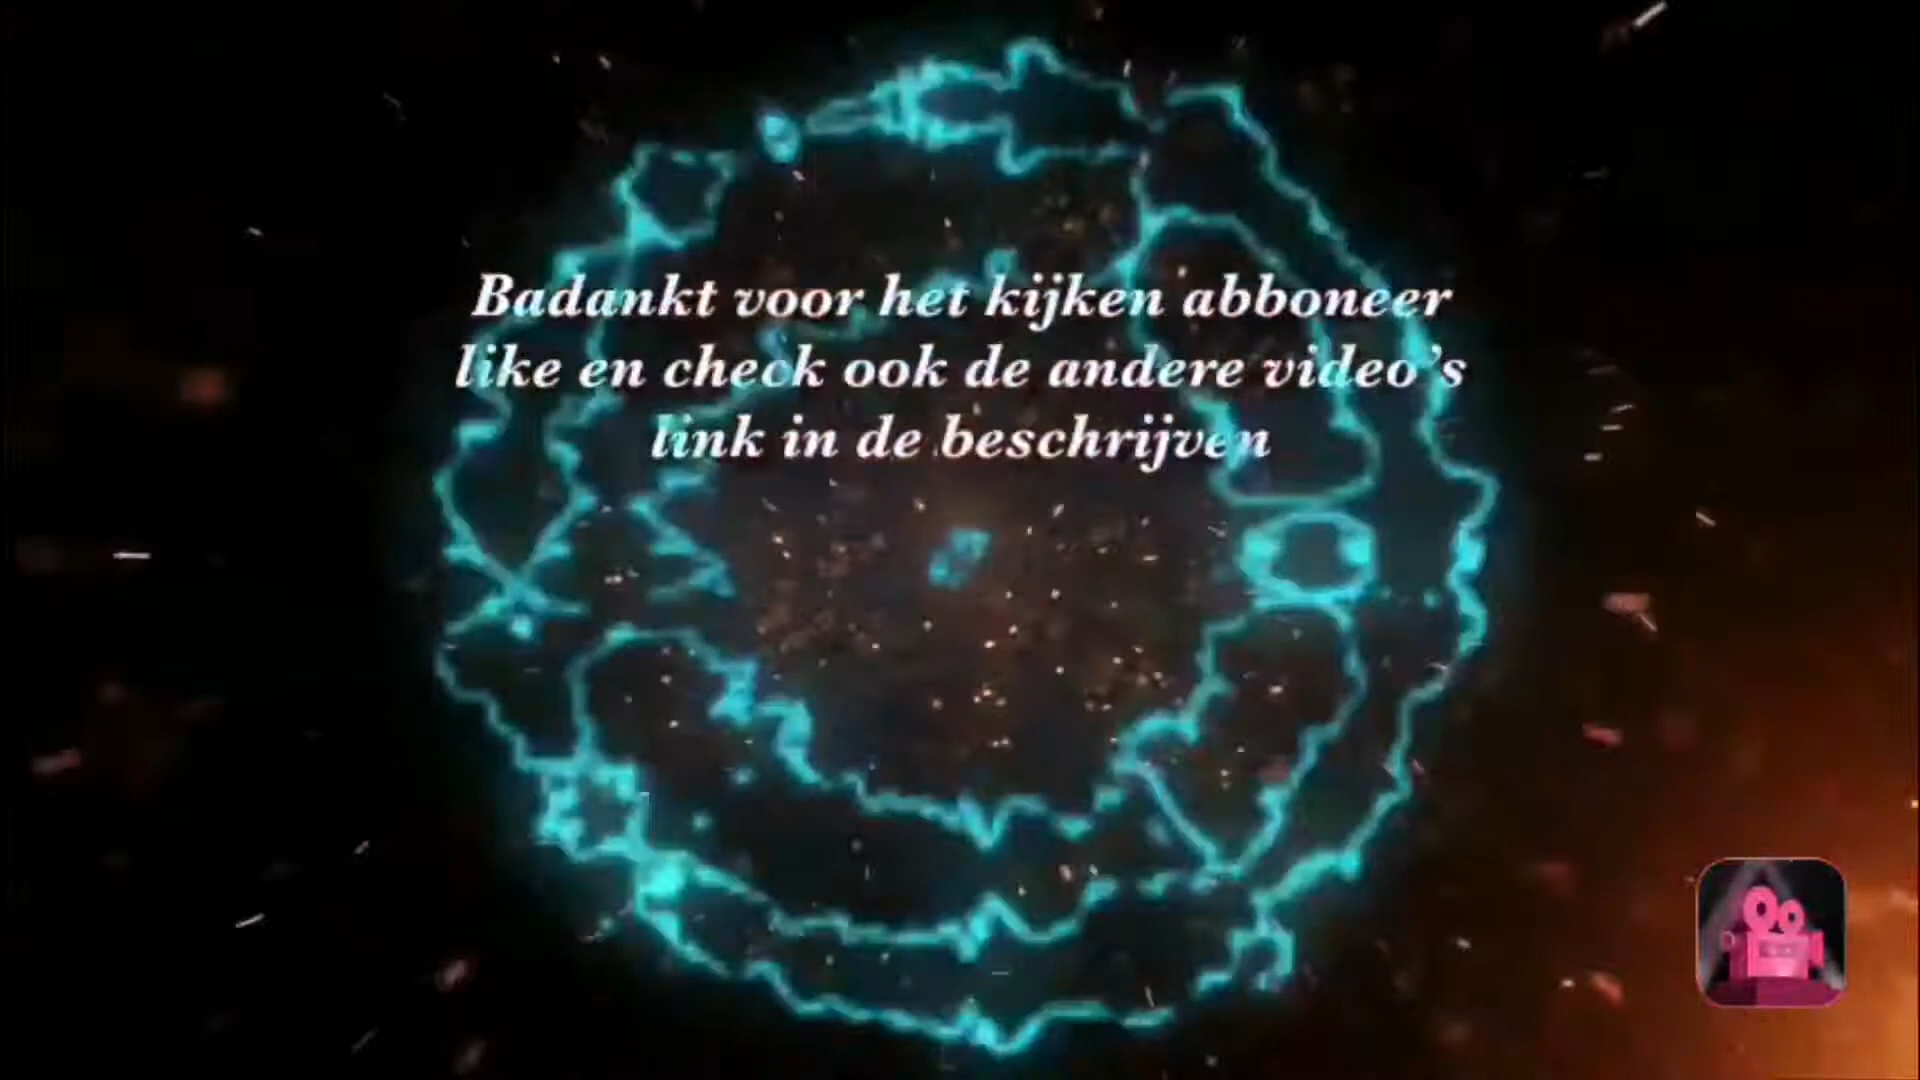 Badankt voor het kijken abboneer
like en check ook de andere video's
link in de beschrijven